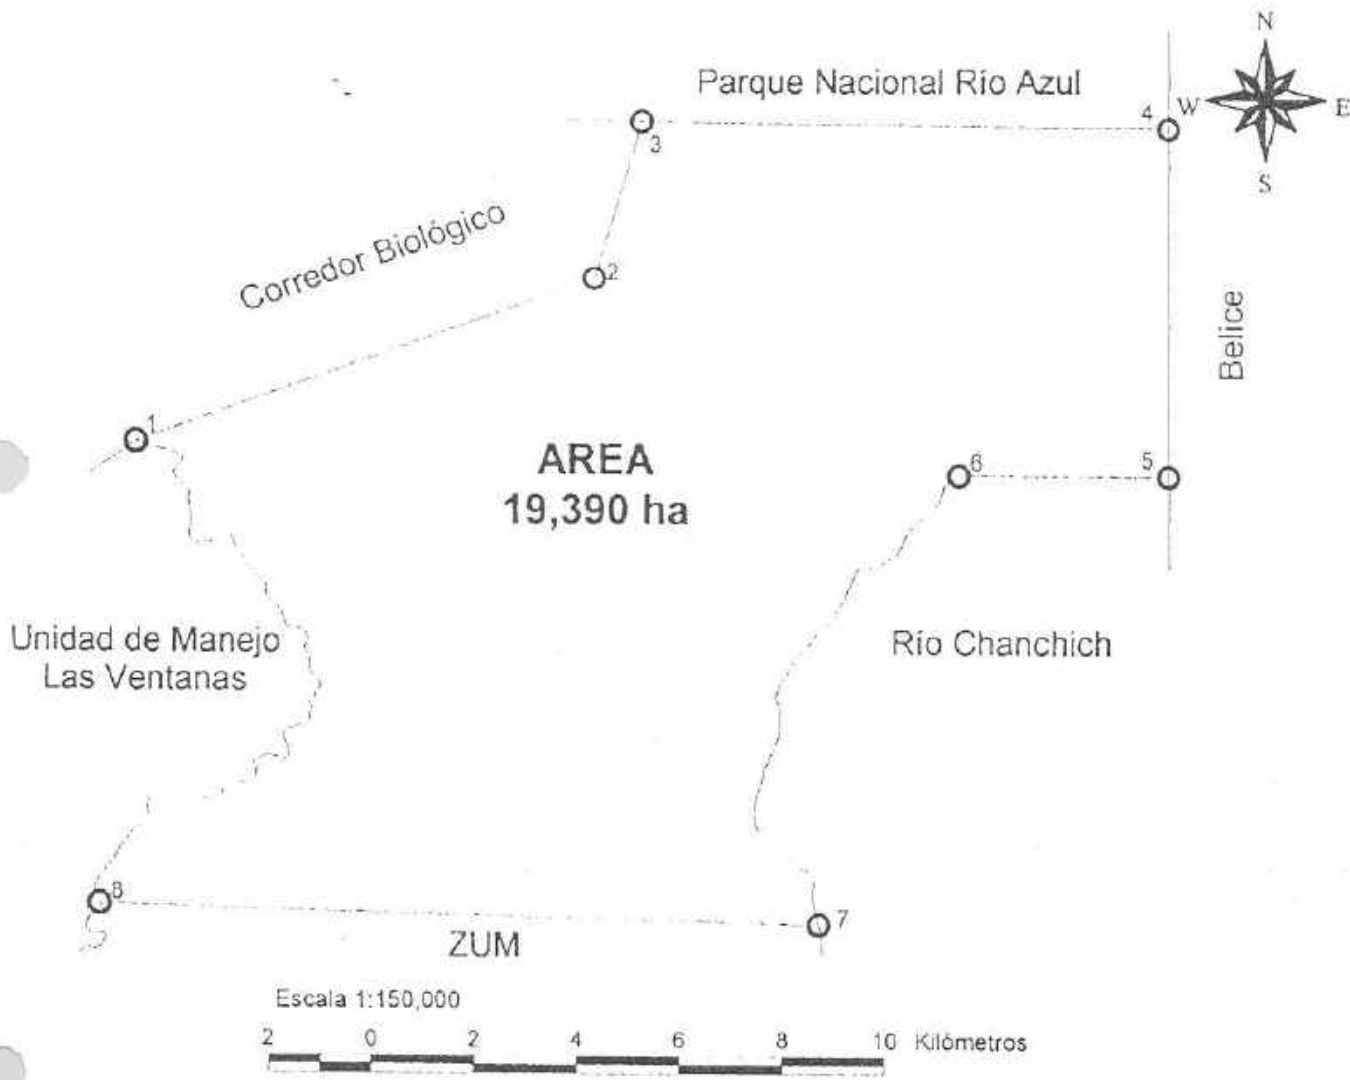 N
Parque Nacional Río Azul
4
W
E
3
S
Corredor Biológico
2
Belice
1
AREA
19,390 ha
6
5
Unidad de Manejo
Las Ventanas
Río Chanchich
8
7
ZUM
Escala 1:150,000
2 0 2 4 6 8 10 Kilómetros